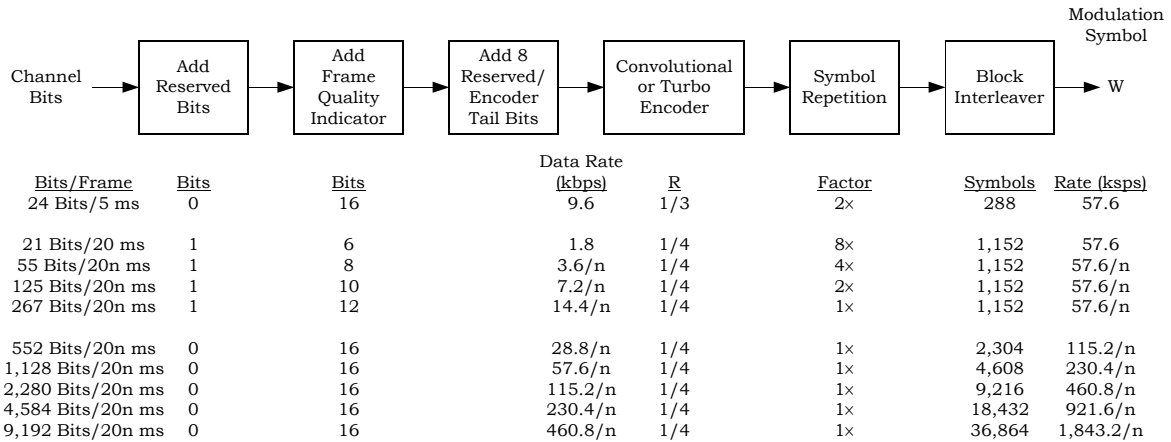 Modulation
Symbol
Channel
Bits
Add
Reserved
Bits
Add
Frame
Quality
Indicator
Add 8
Reserved/
Encoder
Tail Bits
Convolutional
or Turbo
Encoder
Symbol
Repetition
Block
Interleaver
W
Data Rate
Bits/Frame Bits Bits (kbps) R Factor Symbols Rate (ksps)
24 Bits/5 ms 0 16 9.6 1/3 2× 288 57.6
21 Bits/20 ms 1 6 1.8 1/4 8× 1,152 57.6
55 Bits/20n ms 1 8 3.6/n 1/4 4× 1,152 57.6/n
125 Bits/20n ms 1 10 7.2/n 1/4 2× 1,152 57.6/n
267 Bits/20n ms 1 12 14.4/n 1/4 1× 1,152 57.6/n
552 Bits/20n ms 0 16 28.8/n 1/4 1× 2,304 115.2/n
1,128 Bits/20n ms 0 16 57.6/n 1/4 1× 4,608 230.4/n
2,280 Bits/20n ms 0 16 115.2/n 1/4 1× 9,216 460.8/n
4,584 Bits/20n ms 0 16 230.4/n 1/4 1× 18,432 921.6/n
9,192 Bits/20n ms 0 16 460.8/n 1/4 1× 36,864 1,843.2/n